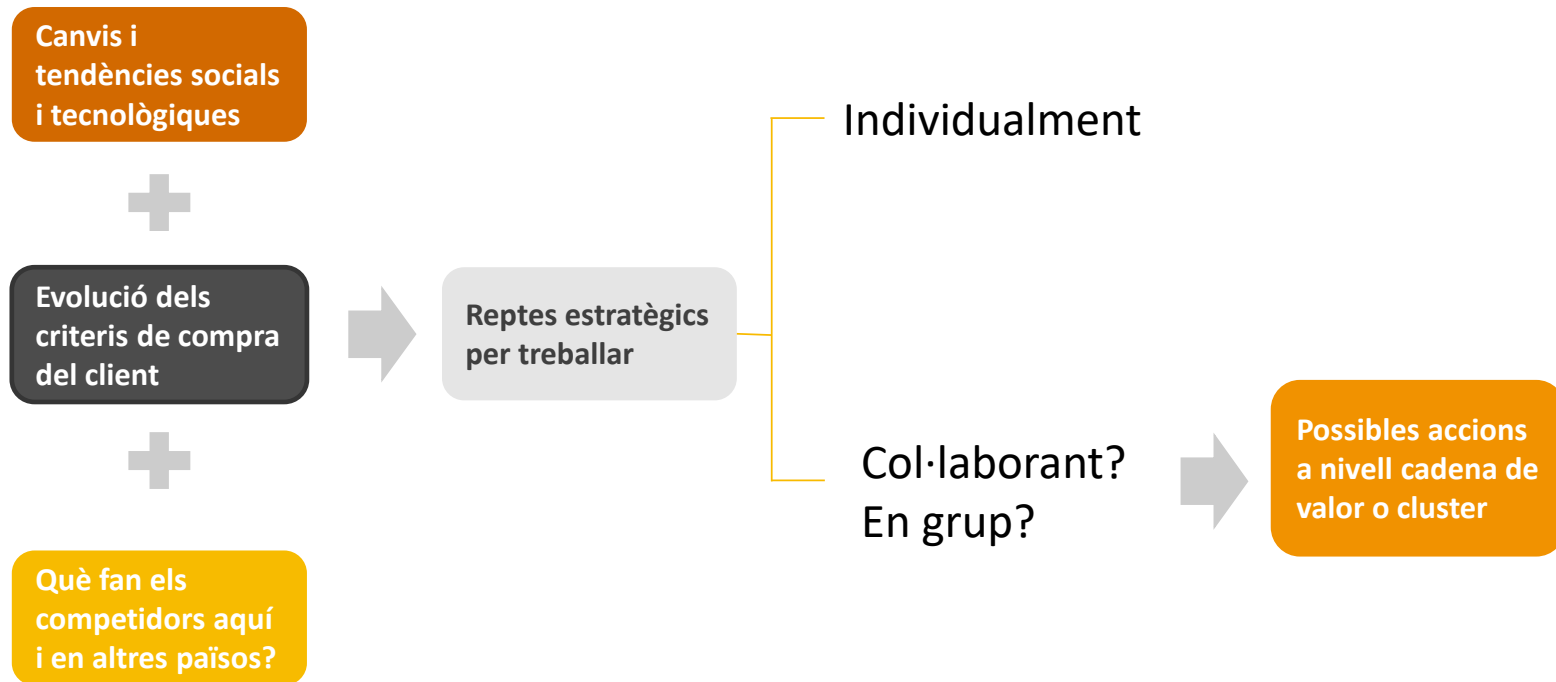 Canvis i
tendències socials
i tecnològiques
Evolució dels
criteris de compra
del client
Què fan els
competidors aquí
i en altres països?
Reptes estratègics
per treballar
Individualment
Col·laborant?
En grup?
Possibles accions
a nivell cadena de
valor o cluster